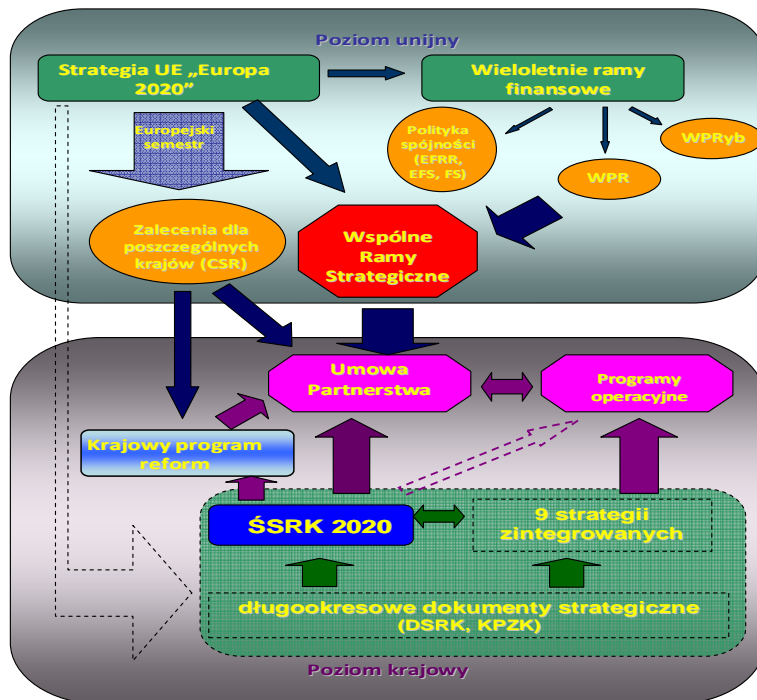 Poziom unijny
Strategia UE „Europa
2020”
Wieloletnie ramy
finansowe
Europejski
semestr
Polityka
spójności
(EFRR,
EFS, FS)
WPRyb
WPR
Zalecenia dla
poszczególnych
krajów (CSR)
Wspólne
Ramy
Strategiczne
Umowa
Partnerstwa
Programy
operacyjne
Krajowy program
reform
ŚSRK 2020
9 strategii
zintegrowanych
długookresowe dokumenty strategiczne
(DSRK, KPZK)
Poziom krajowy